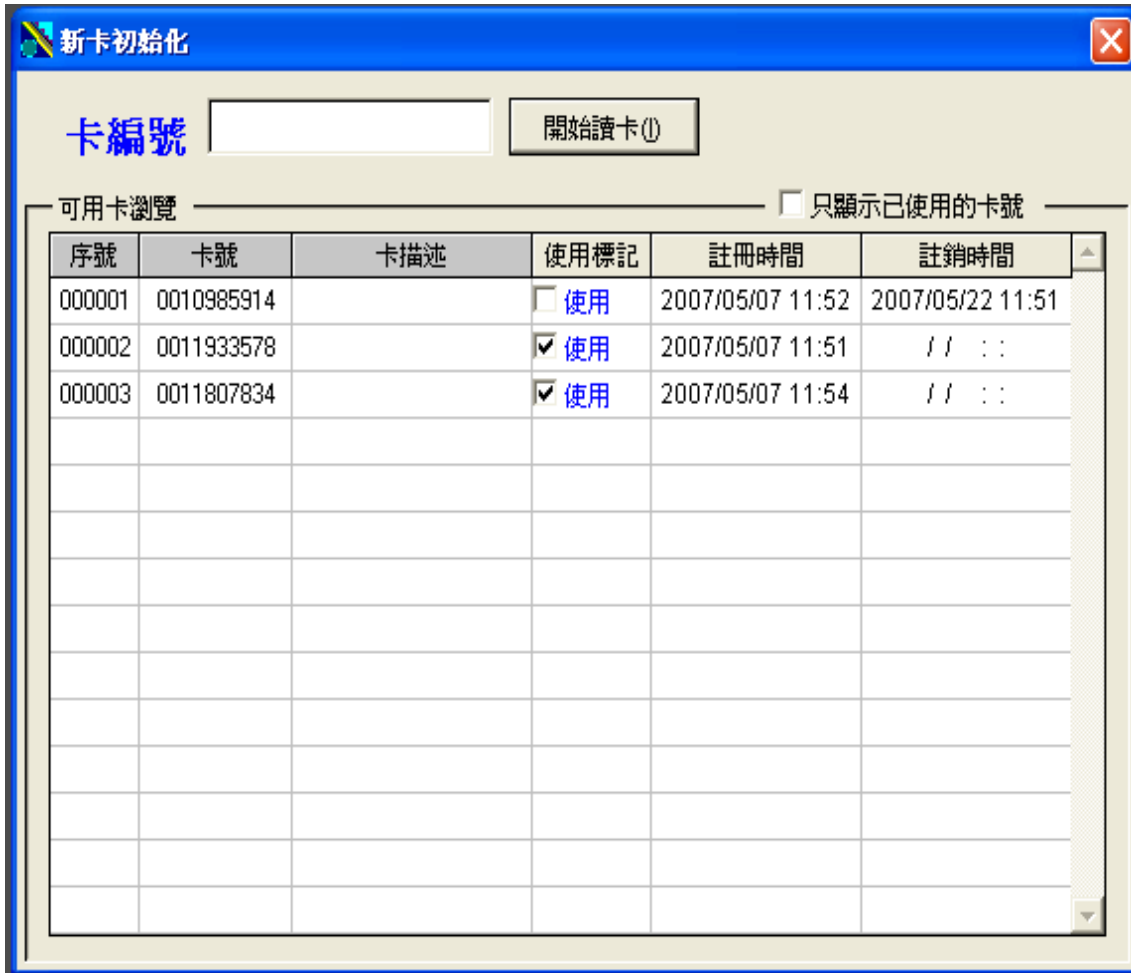 新卡初始化
卡編號 開始讀卡(I)
可用卡瀏覽 只顯示已使用的卡號
序號 卡號 卡描述 使用標記 註冊時間 註銷時間
000001 0010985914 使用 2007/05/07 11:52 2007/05/22 11:51
000002 0011933578 使用 2007/05/07 11:51 / / : :
000003 0011807834 使用 2007/05/07 11:54 / / : :